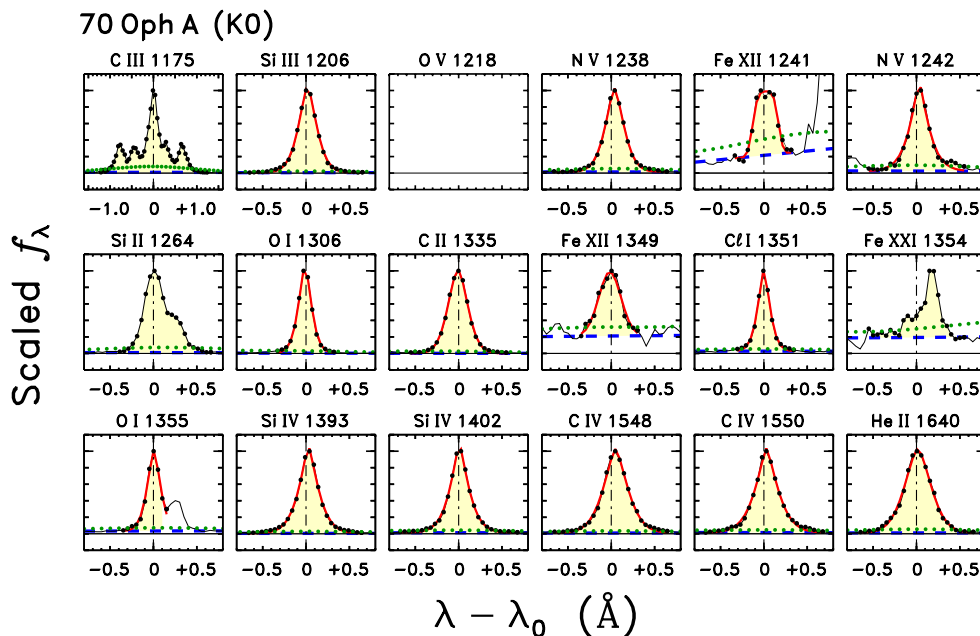 70 Oph A (K0)
C III 1175 Si III 1206 O V 1218 N V 1238 Fe XII 1241 N V 1242
−1.0 0 +1.0 −0.5 0 +0.5 −0.5 0 +0.5 −0.5 0 +0.5 −0.5 0 +0.5 −0.5 0 +0.5
Si II 1264 O I 1306 C II 1335 Fe XII 1349 Cℓ I 1351 Fe XXI 1354
−0.5 0 +0.5 −0.5 0 +0.5 −0.5 0 +0.5 −0.5 0 +0.5 −0.5 0 +0.5 −0.5 0 +0.5
O I 1355 Si IV 1393 Si IV 1402 C IV 1548 C IV 1550 He II 1640
−0.5 0 +0.5 −0.5 0 +0.5 −0.5 0 +0.5 −0.5 0 +0.5 −0.5 0 +0.5 −0.5 0 +0.5
Scaled f_λ
λ − λ₀ (Å)